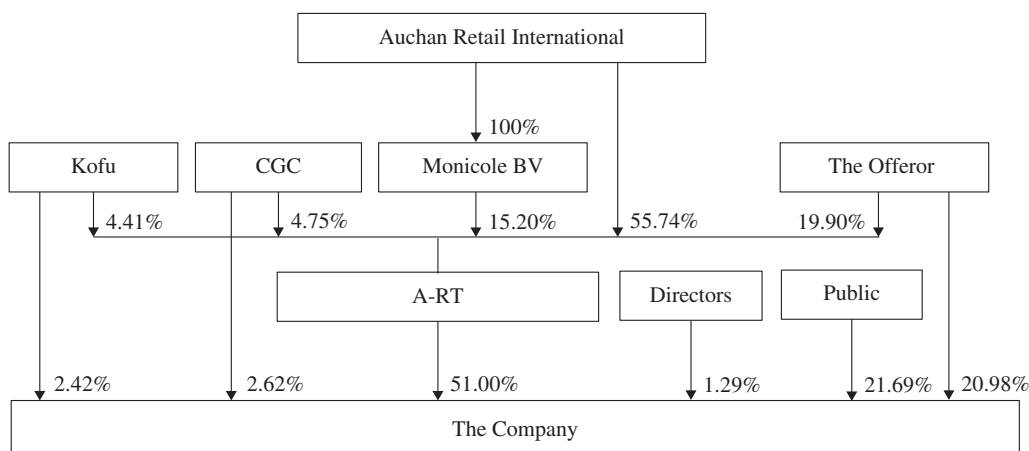 Auchan Retail International
100%
Kofu
CGC
Monicole BV
The Offeror
4.41%
4.75%
15.20%
55.74%
19.90%
A-RT
Directors
Public
2.42%
2.62%
51.00%
1.29%
21.69%
20.98%
The Company